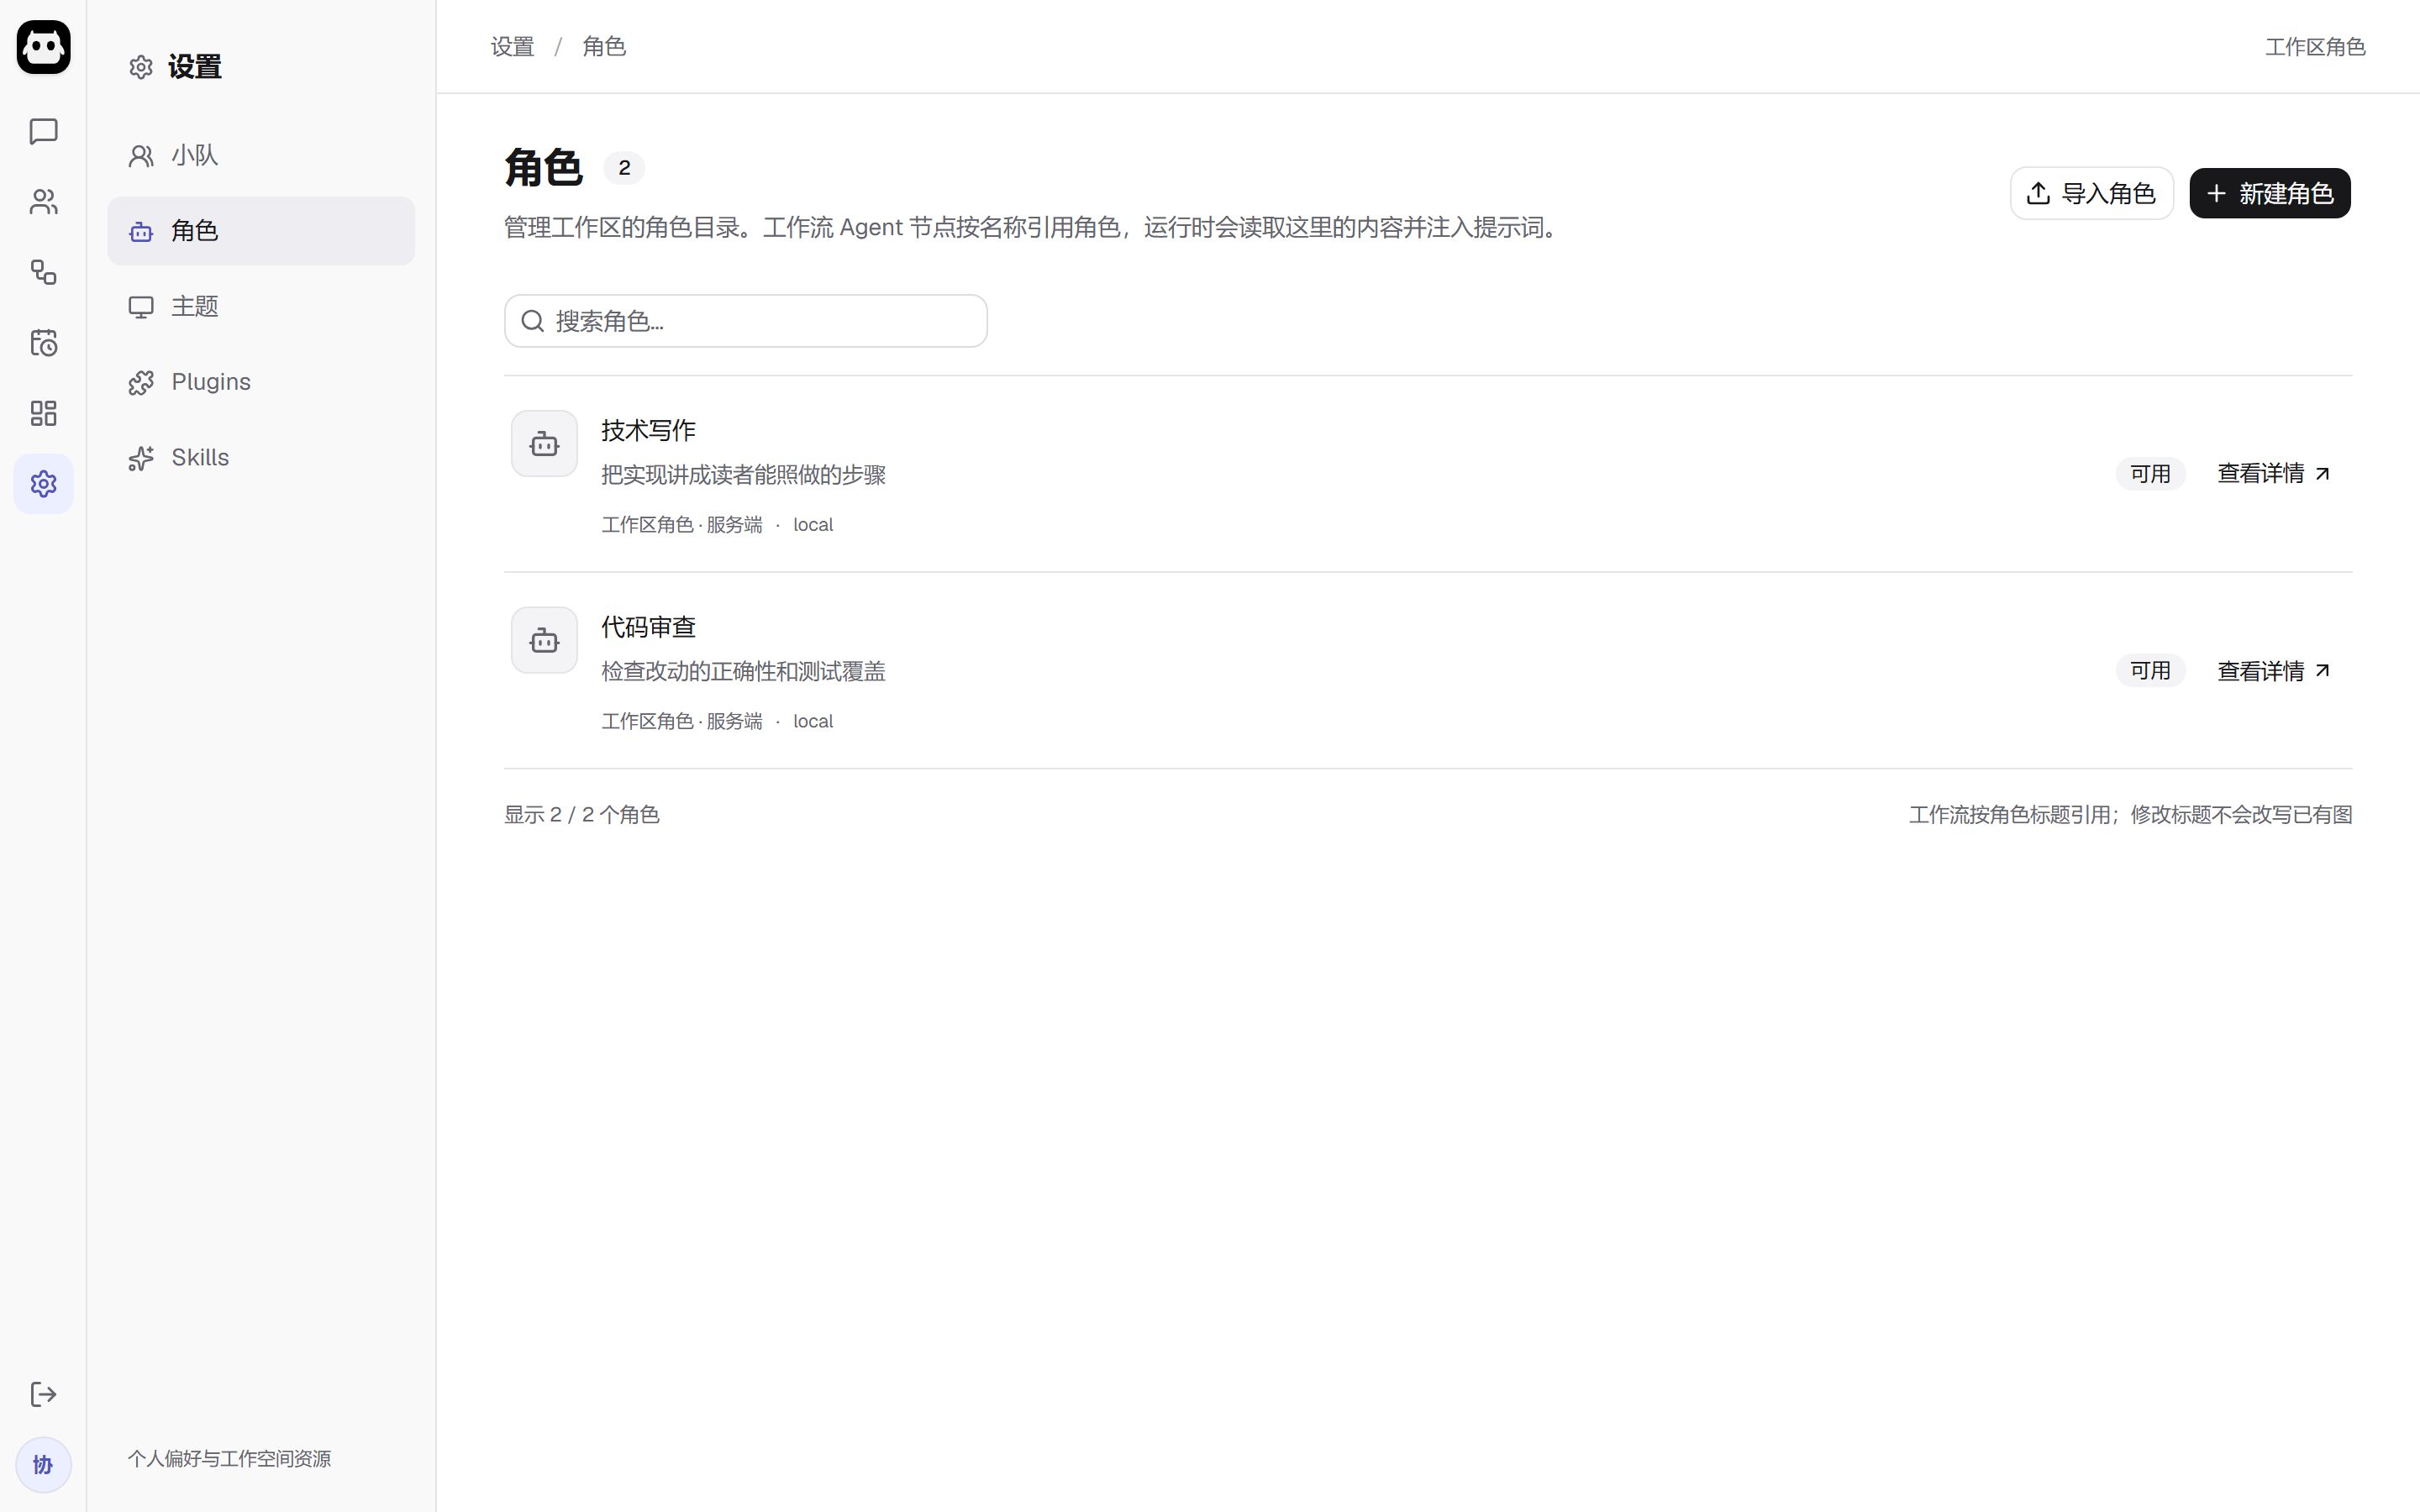 设置
小队
角色
主题
Plugins
Skills
个人偏好与工作空间资源
协
设置 / 角色
工作区角色
角色 2
管理工作区的角色目录。工作流 Agent 节点按名称引用角色，运行时会读取这里的内容并注入提示词。
导入角色
新建角色
搜索角色...
技术写作
把实现讲成读者能照做的步骤
工作区角色 · 服务端 · local
可用
查看详情
代码审查
检查改动的正确性和测试覆盖
工作区角色 · 服务端 · local
可用
查看详情
显示 2 / 2 个角色
工作流按角色标题引用；修改标题不会改写已有图